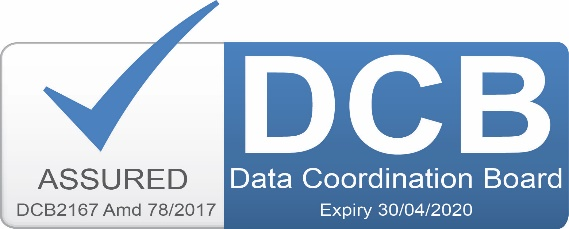 ASSURED
DCB2167 Amd 78/2017
DCB
Data Coordination Board
Expiry 30/04/2020